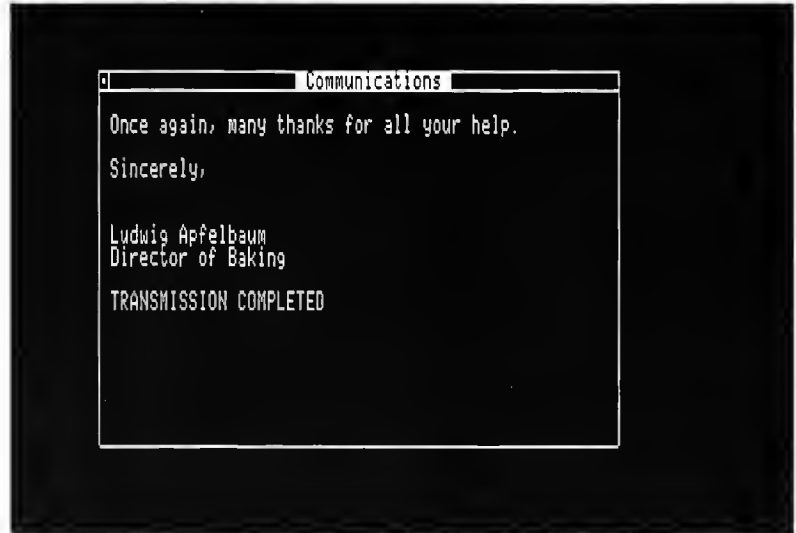 Communications
Once again, many thanks for all your help.
Sincerely,
Ludwig Apfelbaum
Director of Baking
TRANSMISSION COMPLETED